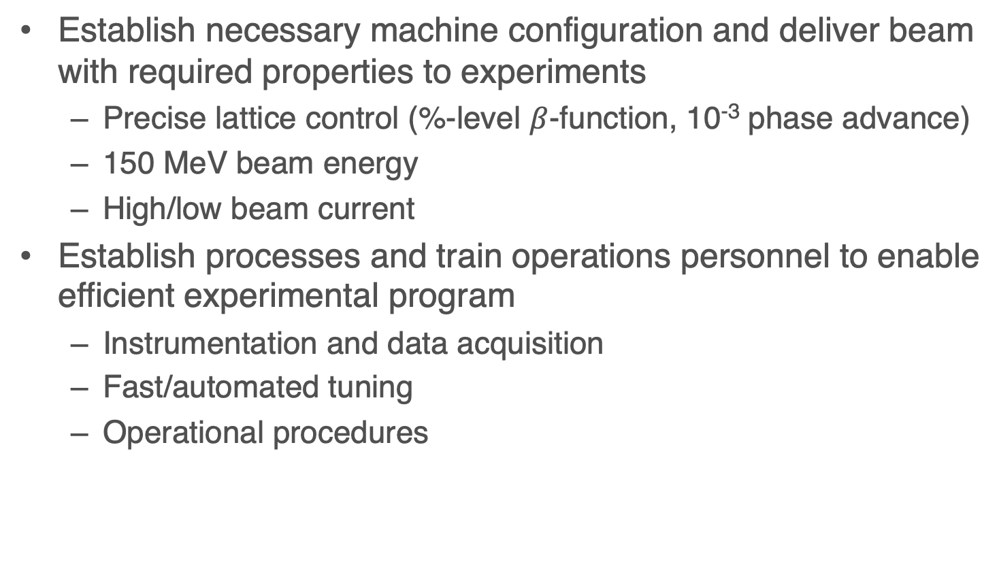 • Establish necessary machine configuration and deliver beam
with required properties to experiments
– Precise lattice control (%-level β-function, 10⁻³ phase advance)
– 150 MeV beam energy
– High/low beam current
• Establish processes and train operations personnel to enable
efficient experimental program
– Instrumentation and data acquisition
– Fast/automated tuning
– Operational procedures